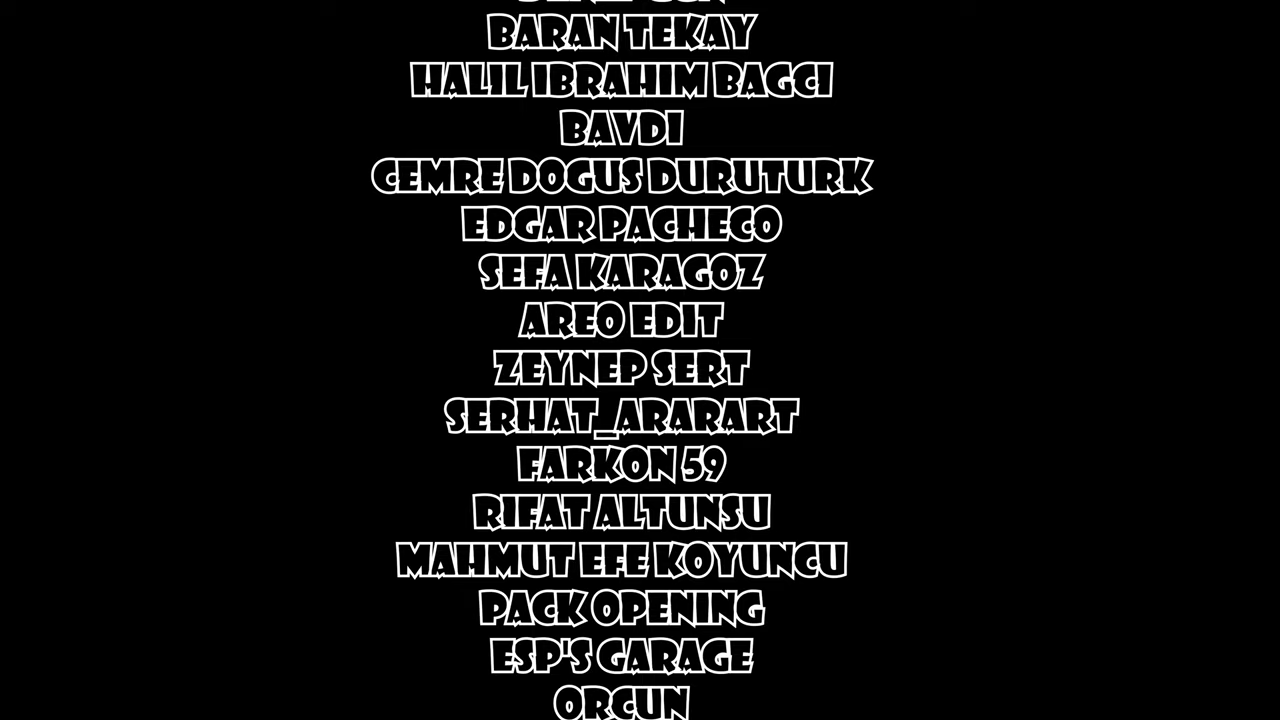 BARAN TEKAY
HALIL IBRAHIM BAGCI
BAVDI
CEMRE DOGUS DURUTURK
EDGAR PACHECO
SEFA KARAGOZ
AREO EDIT
ZEYNEP SERT
SERHAT_ARARART
FARKON 59
RIFAT ALTUNSU
MAHMUT EFE KOYUNCU
PACK OPENING
ESP'S GARAGE
ORCUN